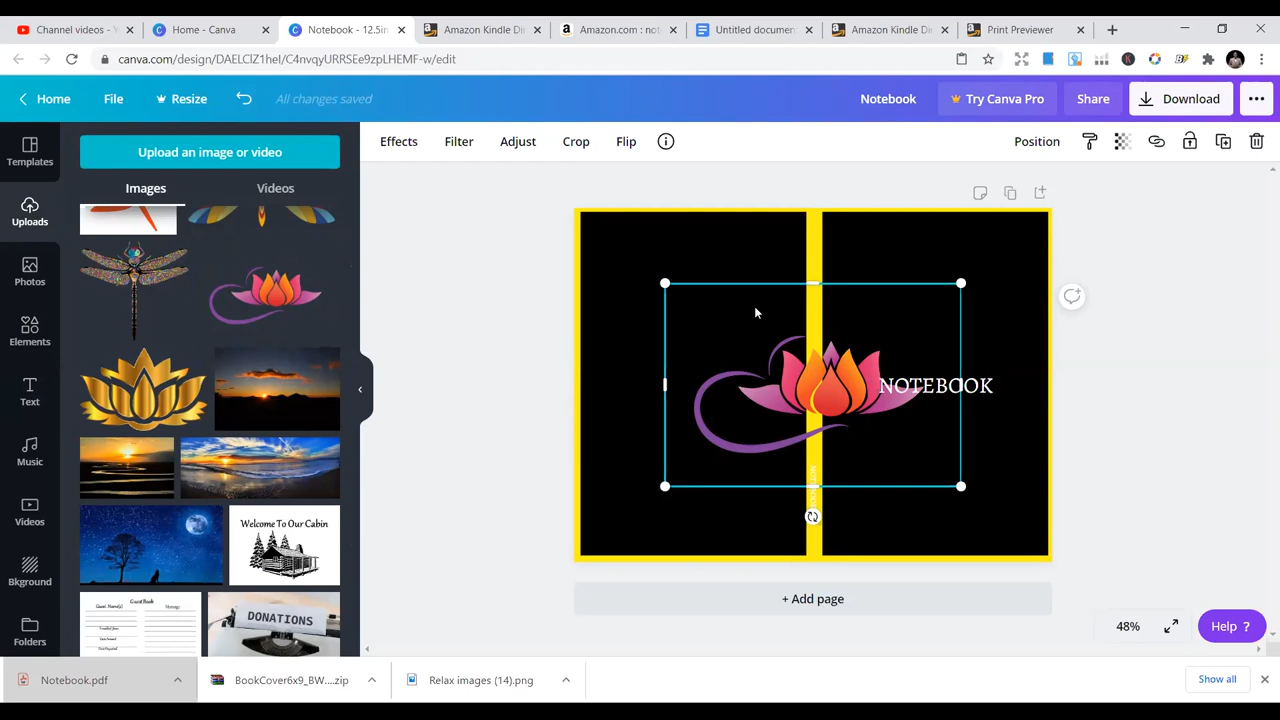 Channel videos - Y
Home - Canva
Notebook - 12.5in
Amazon Kindle Di
Amazon.com : not
Untitled documen
Amazon Kindle Di
Print Previewer
canva.com/design/DAELClZ1heI/C4nvqyURRSEe9zpLHEMF-w/edit
Home
File
Resize
All changes saved
Notebook
Try Canva Pro
Share
Download
Templates
Upload an image or video
Effects
Filter
Adjust
Crop
Flip
Position
Images
Videos
Uploads
Photos
Elements
Text
Music
Videos
Bkground
Folders
NOTEBOOK
Welcome To Our Cabin
Guest Book
DONATIONS
+ Add page
48%
Help ?
Notebook.pdf
BookCover6x9_BW....zip
Relax images (14).png
Show all